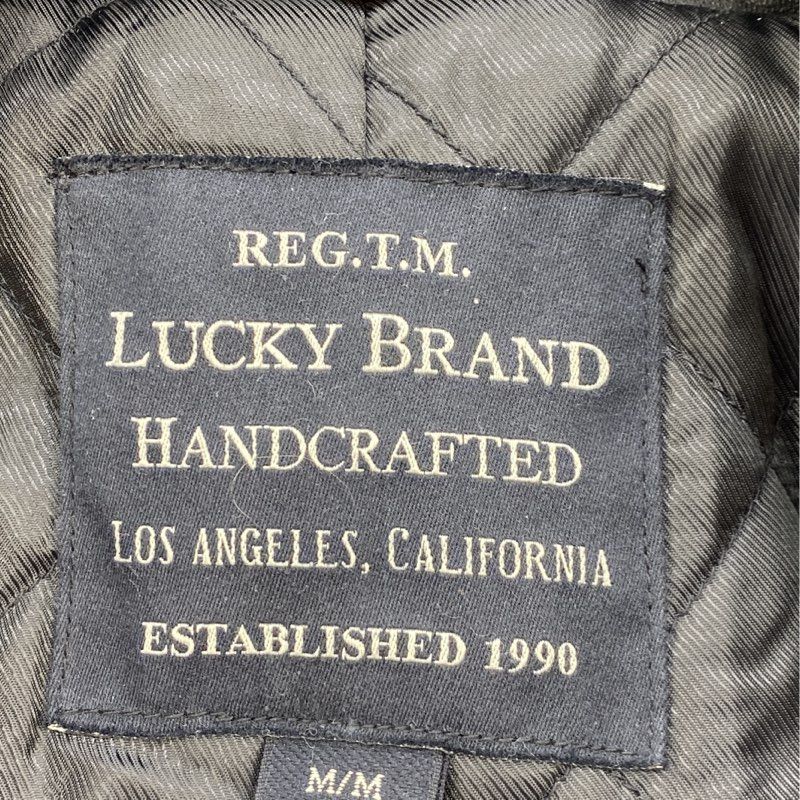 REG.T.M.
LUCKY BRAND
HANDCRAFTED
LOS ANGELES, CALIFORNIA
ESTABLISHED 1990
M/M